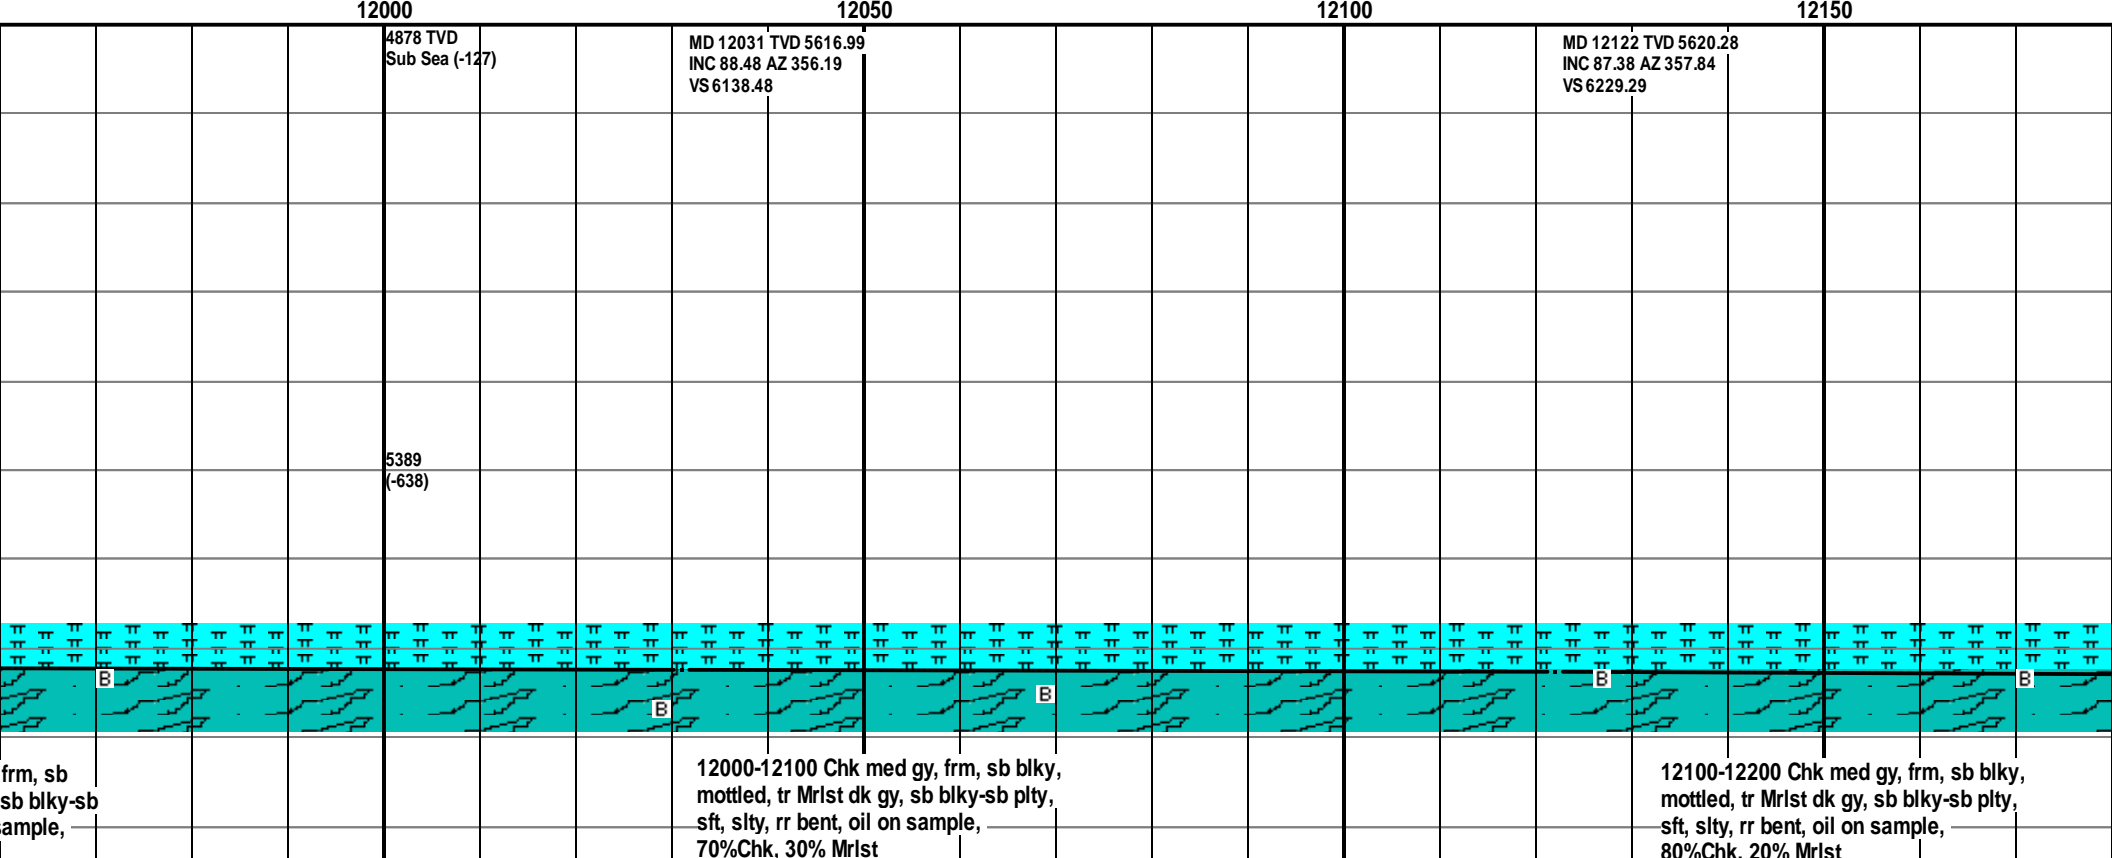 12000
12050
12100
12150
4878 TVD
Sub Sea (-127)
MD 12031 TVD 5616.99
INC 88.48 AZ 356.19
VS 6138.48
MD 12122 TVD 5620.28
INC 87.38 AZ 357.84
VS 6229.29
5389
(-638)
B
B
B
B
B
frm, sb
sb blky-sb
sample,
12000-12100 Chk med gy, frm, sb blky,
mottled, tr Mrlst dk gy, sb blky-sb plty,
sft, slty, rr bent, oil on sample,
70%Chk, 30% Mrlst
12100-12200 Chk med gy, frm, sb blky,
mottled, tr Mrlst dk gy, sb blky-sb plty,
sft, slty, rr bent, oil on sample,
80%Chk, 20% Mrlst